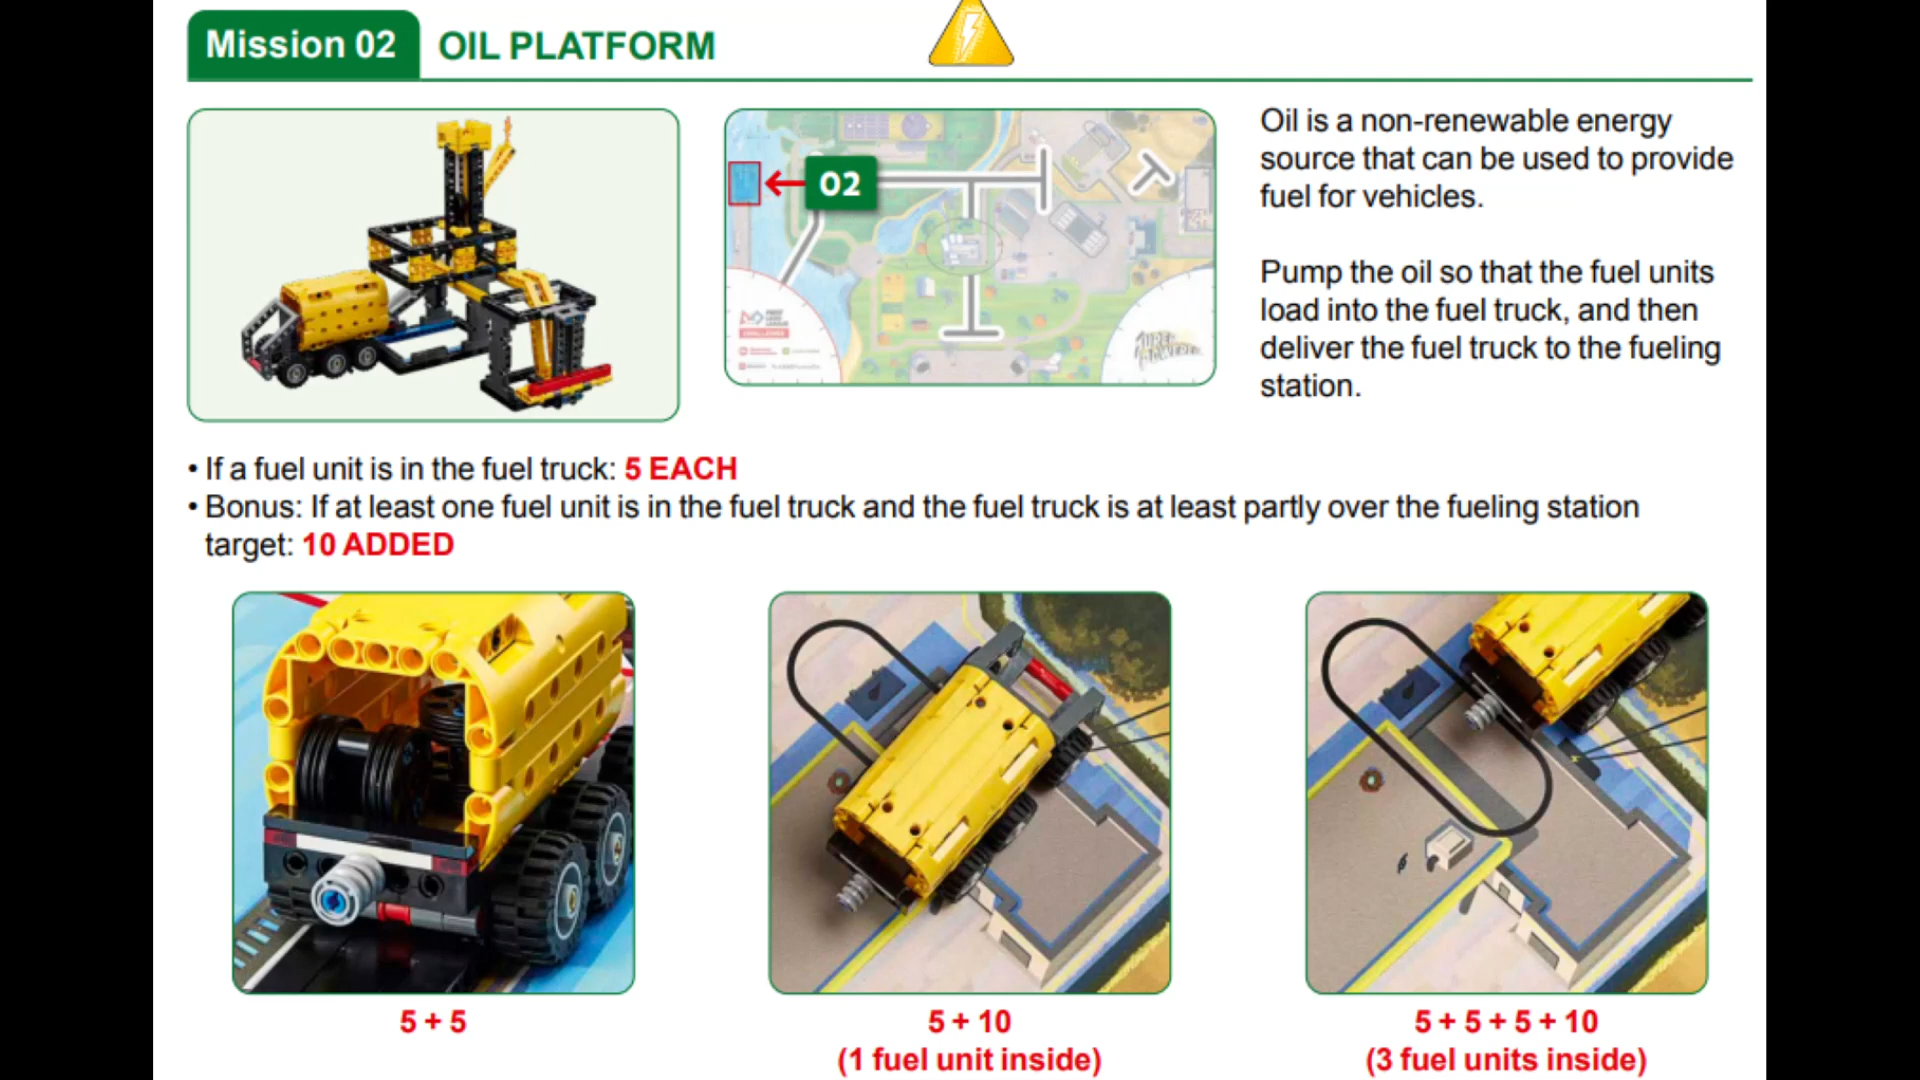 Mission 02
OIL PLATFORM
02
Oil is a non-renewable energy
source that can be used to provide
fuel for vehicles.
Pump the oil so that the fuel units
load into the fuel truck, and then
deliver the fuel truck to the fueling
station.
• If a fuel unit is in the fuel truck: 5 EACH
• Bonus: If at least one fuel unit is in the fuel truck and the fuel truck is at least partly over the fueling station
target: 10 ADDED
5 + 5
5 + 10
(1 fuel unit inside)
5 + 5 + 5 + 10
(3 fuel units inside)